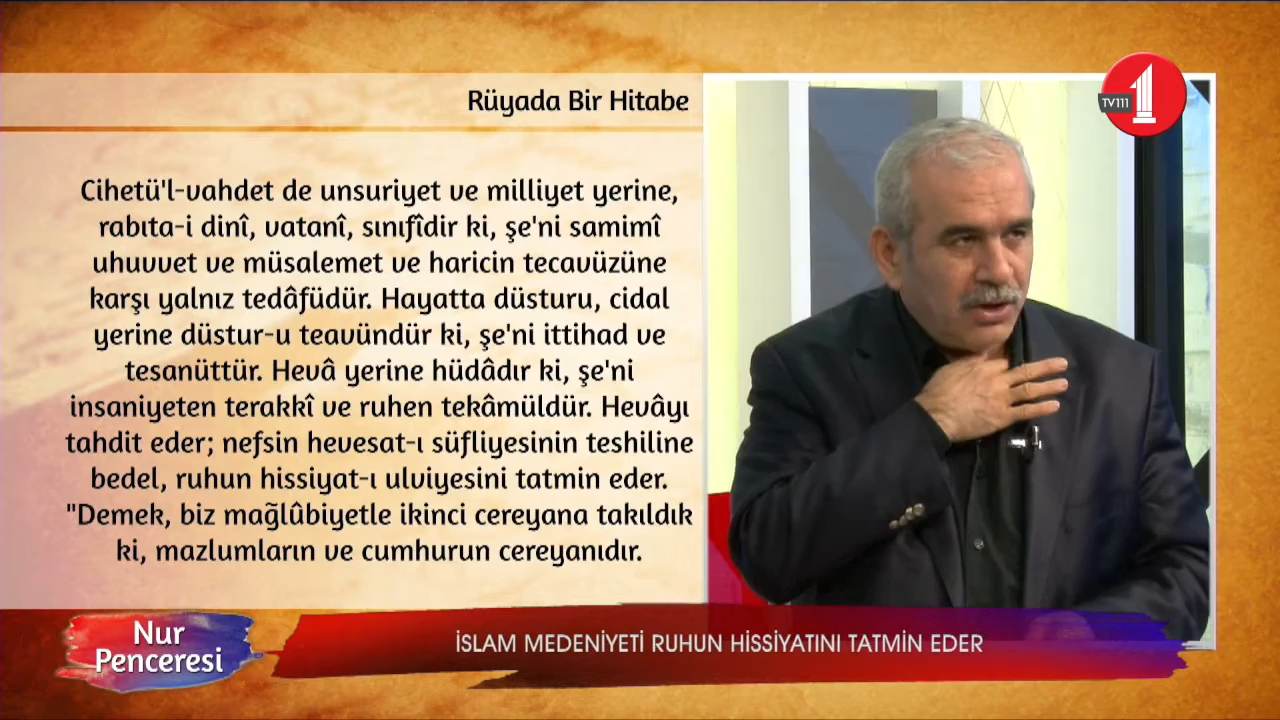 Rüyada Bir Hitabe
Cihetü'l-vahdet de unsuriyet ve milliyet yerine,
rabıta-i dinî, vatanî, sınıfîdir ki, şe'ni samimî
uhuvvet ve müsalemet ve haricin tecavüzüne
karşı yalnız tedâfüdür. Hayatta düsturu, cidal
yerine düstur-u teavündür ki, şe'ni ittihad ve
tesanüttür. Hevâ yerine hüdâdır ki, şe'ni
insaniyeten terakkî ve ruhen tekâmüldür. Hevâyı
tahdit eder; nefsin hevesat-ı süfliyesinin teshiline
bedel, ruhun hissiyat-ı ulviyesini tatmin eder.
"Demek, biz mağlûbiyetle ikinci cereyana takıldık
ki, mazlumların ve cumhurun cereyanıdır.
TV111
1
Nur
Penceresi
İSLAM MEDENİYETİ RUHUN HİSSİYATINI TATMİN EDER